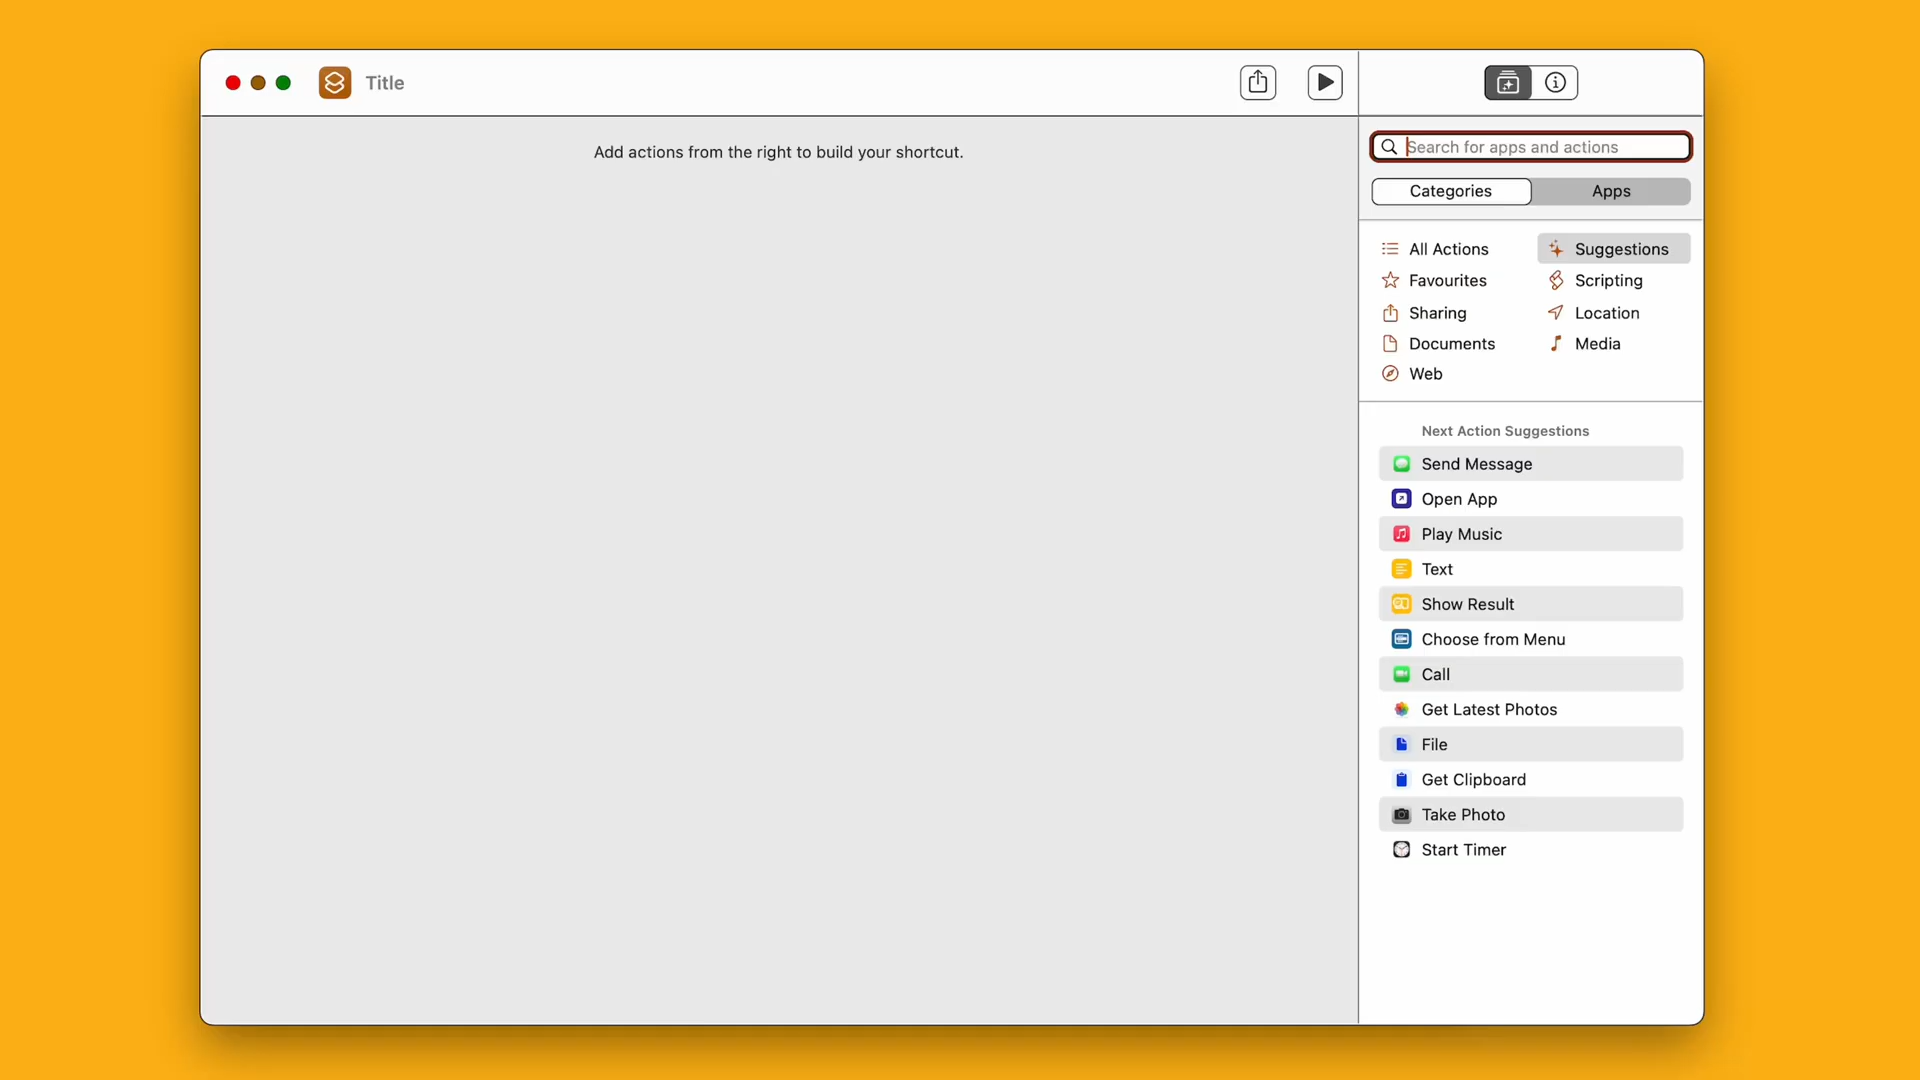 Title
Add actions from the right to build your shortcut.
Search for apps and actions
Categories
Apps
All Actions
Suggestions
Favourites
Scripting
Sharing
Location
Documents
Media
Web
Next Action Suggestions
Send Message
Open App
Play Music
Text
Show Result
Choose from Menu
Call
Get Latest Photos
File
Get Clipboard
Take Photo
Start Timer